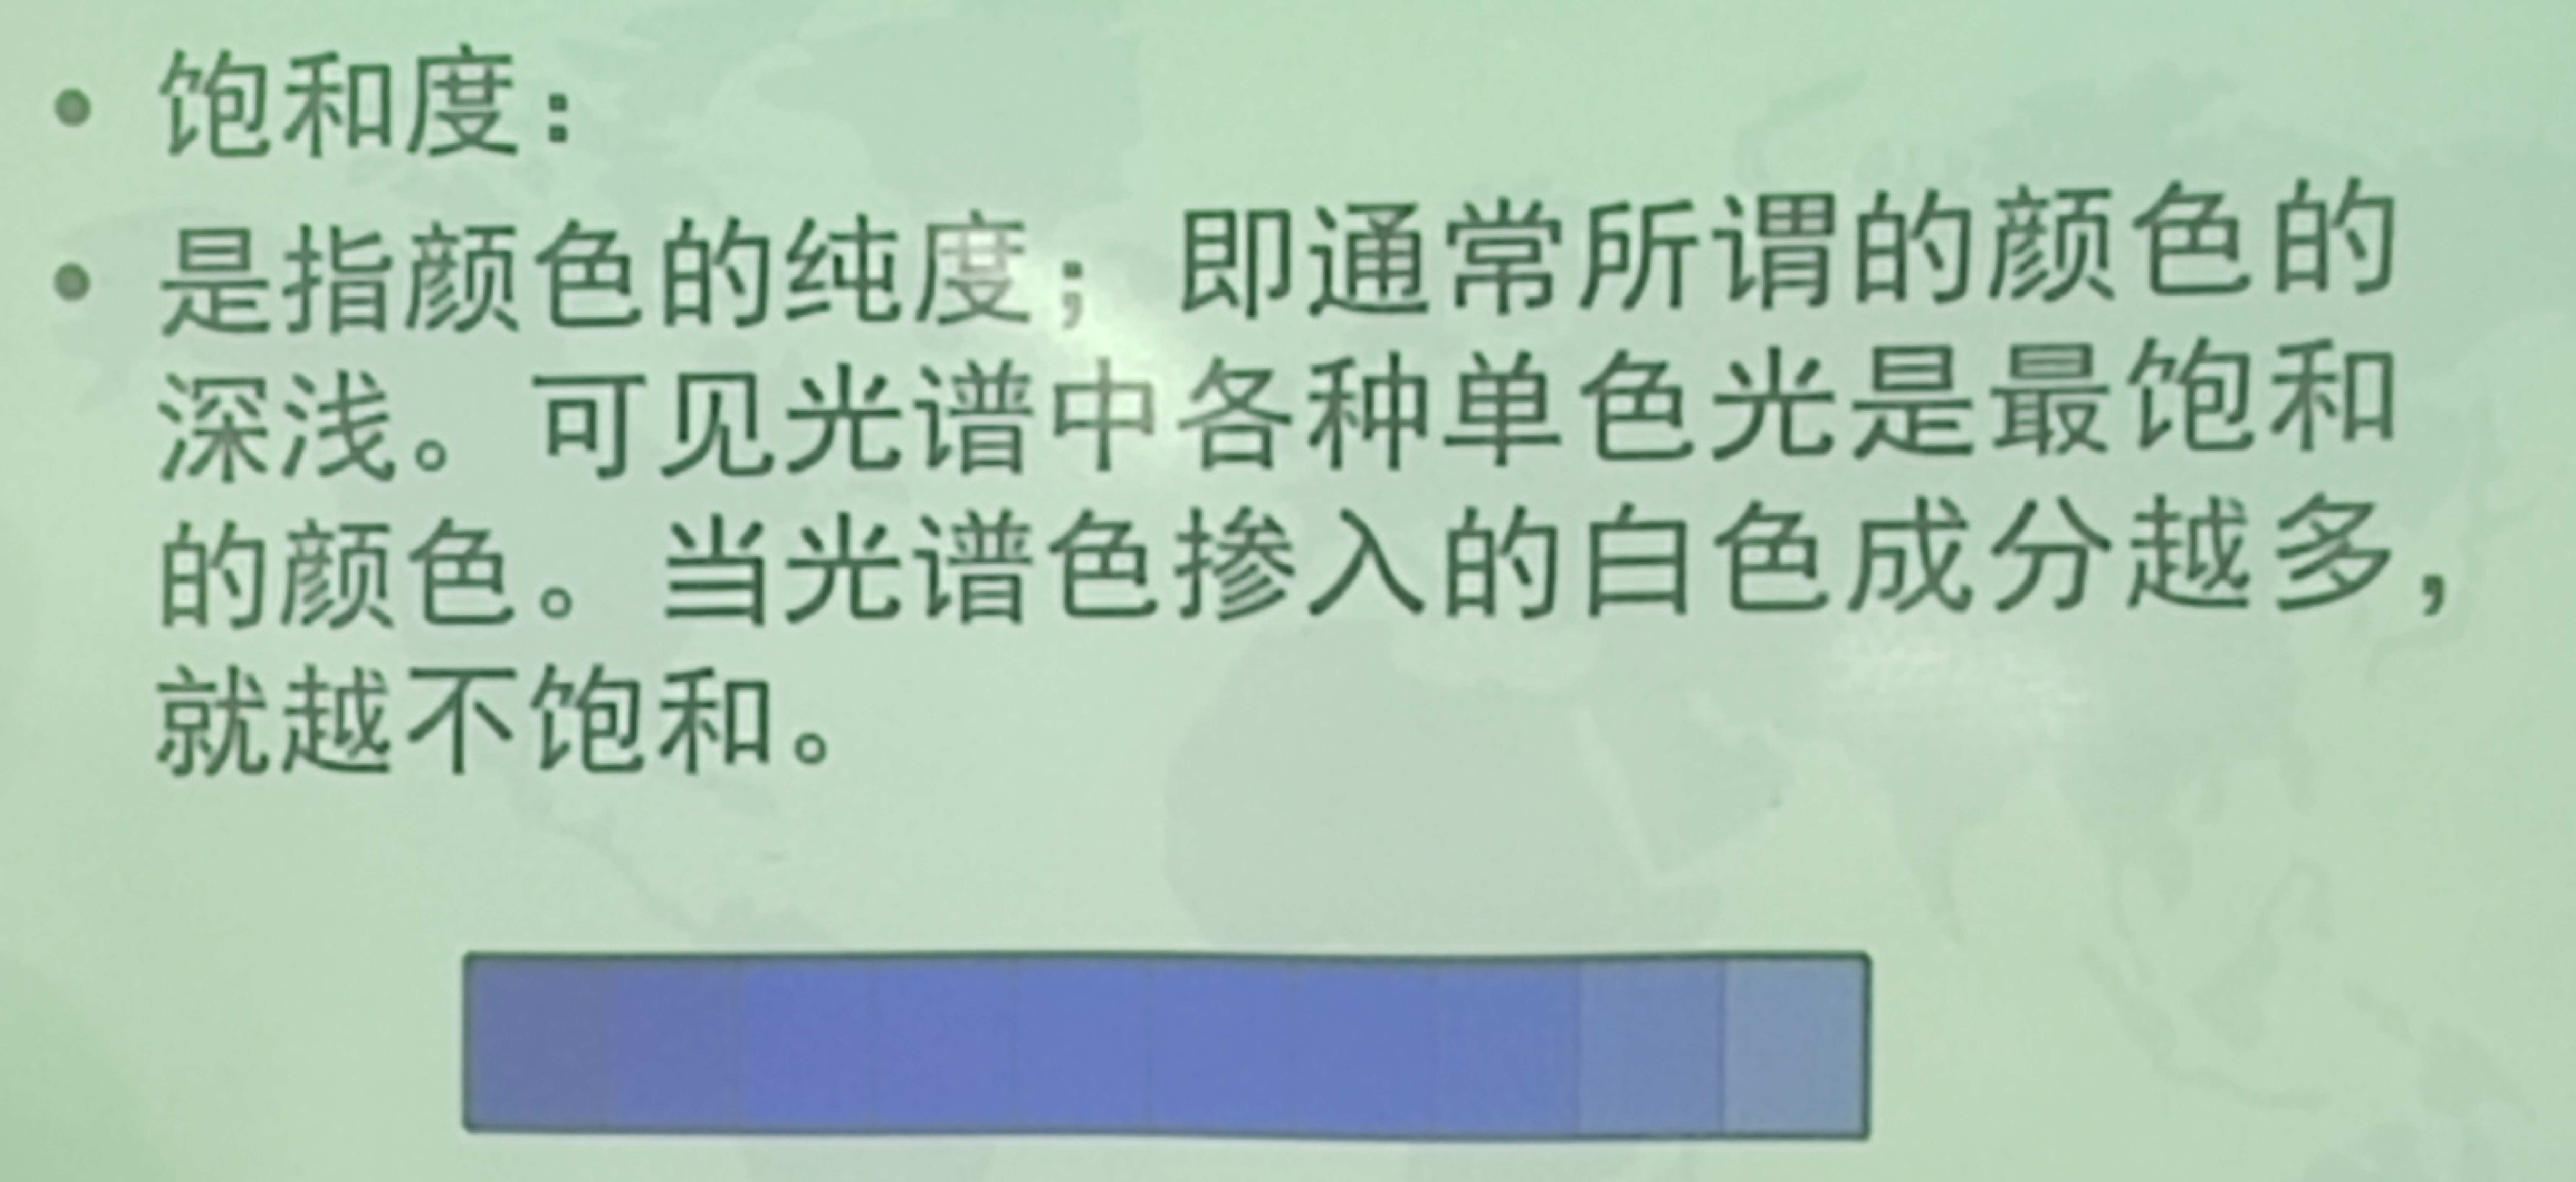 • 饱和度：
• 是指颜色的纯度；即通常所谓的颜色的
深浅。可见光谱中各种单色光是最饱和
的颜色。当光谱色掺入的白色成分越多，
就越不饱和。